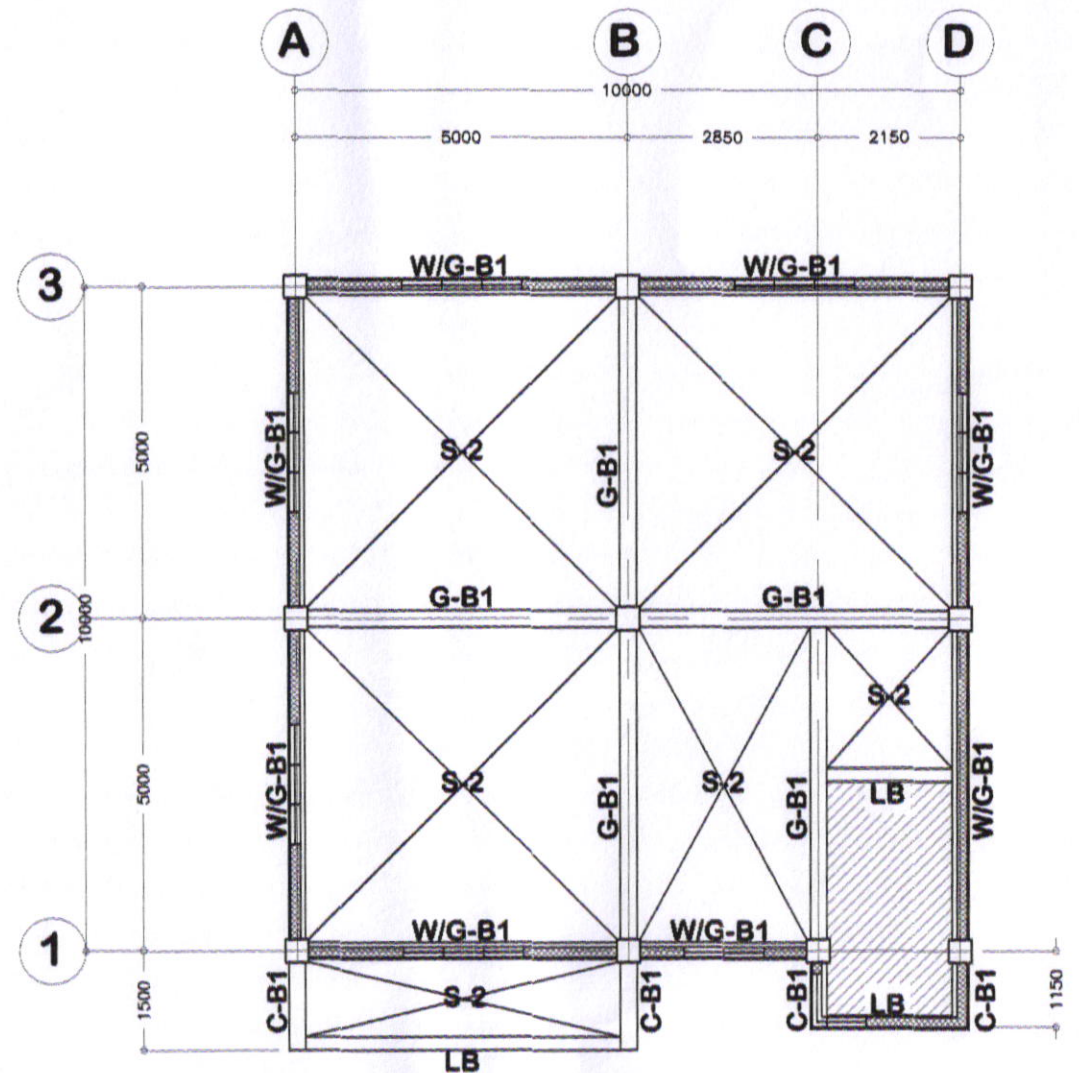 A B C D
10000
5000 2850 2150
W/G-B1 W/G-B1
3
5000
W/G-B1
S-2
G-B1
S-2
W/G-B1
G-B1 G-B1
2
10000
S-2
5000
W/G-B1
S-2
G-B1
S-2
G-B1
LB
W/G-B1
W/G-B1 W/G-B1
1
1500
C-B1
S-2
C-B1
C-B1
LB
C-B1
1150
LB